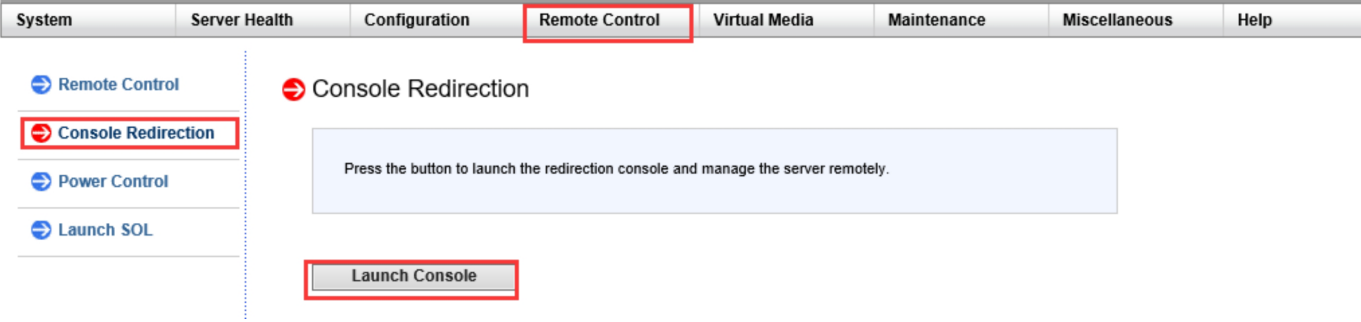 System Server Health Configuration Remote Control Virtual Media Maintenance Miscellaneous Help
Remote Control
Console Redirection
Power Control
Launch SOL
Console Redirection
Press the button to launch the redirection console and manage the server remotely.
Launch Console